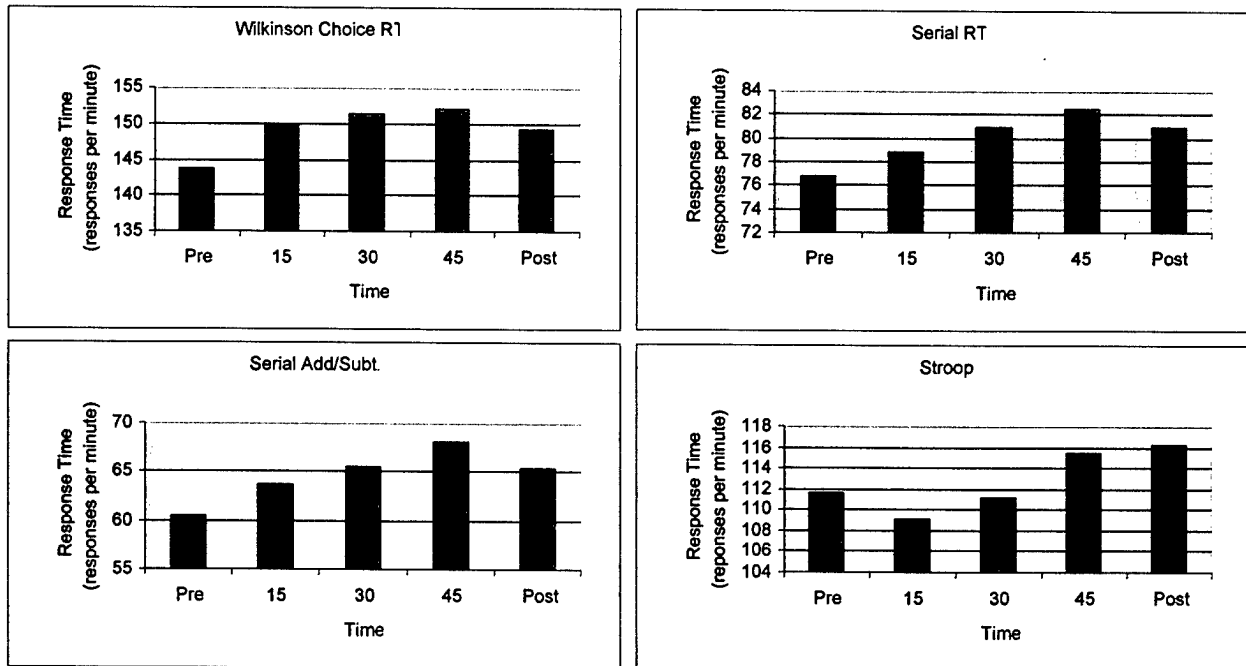 Wilkinson Choice RT
Response Time
(responses per minute)
155
150
145
140
135
Pre 15 30 45 Post
Time
Serial RT
Response Time
(responses per minute)
84
82
80
78
76
74
72
Pre 15 30 45 Post
Time
Serial Add/Subt.
Response Time
(responses per minute)
70
65
60
55
Pre 15 30 45 Post
Time
Stroop
Response Time
(reponses per minute)
118
116
114
112
110
108
106
104
Pre 15 30 45 Post
Time